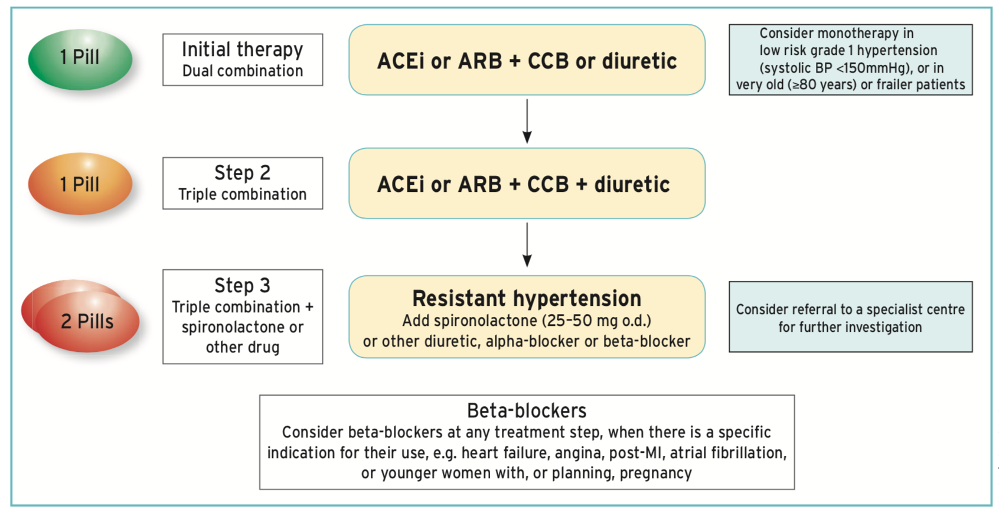 1 Pill
Initial therapy
Dual combination
ACEi or ARB + CCB or diuretic
Consider monotherapy in
low risk grade 1 hypertension
(systolic BP <150mmHg), or in
very old (≥80 years) or frailer patients
1 Pill
Step 2
Triple combination
ACEi or ARB + CCB + diuretic
2 Pills
Step 3
Triple combination +
spironolactone or
other drug
Resistant hypertension
Add spironolactone (25–50 mg o.d.)
or other diuretic, alpha-blocker or beta-blocker
Consider referral to a specialist centre
for further investigation
Beta-blockers
Consider beta-blockers at any treatment step, when there is a specific
indication for their use, e.g. heart failure, angina, post-MI, atrial fibrillation,
or younger women with, or planning, pregnancy